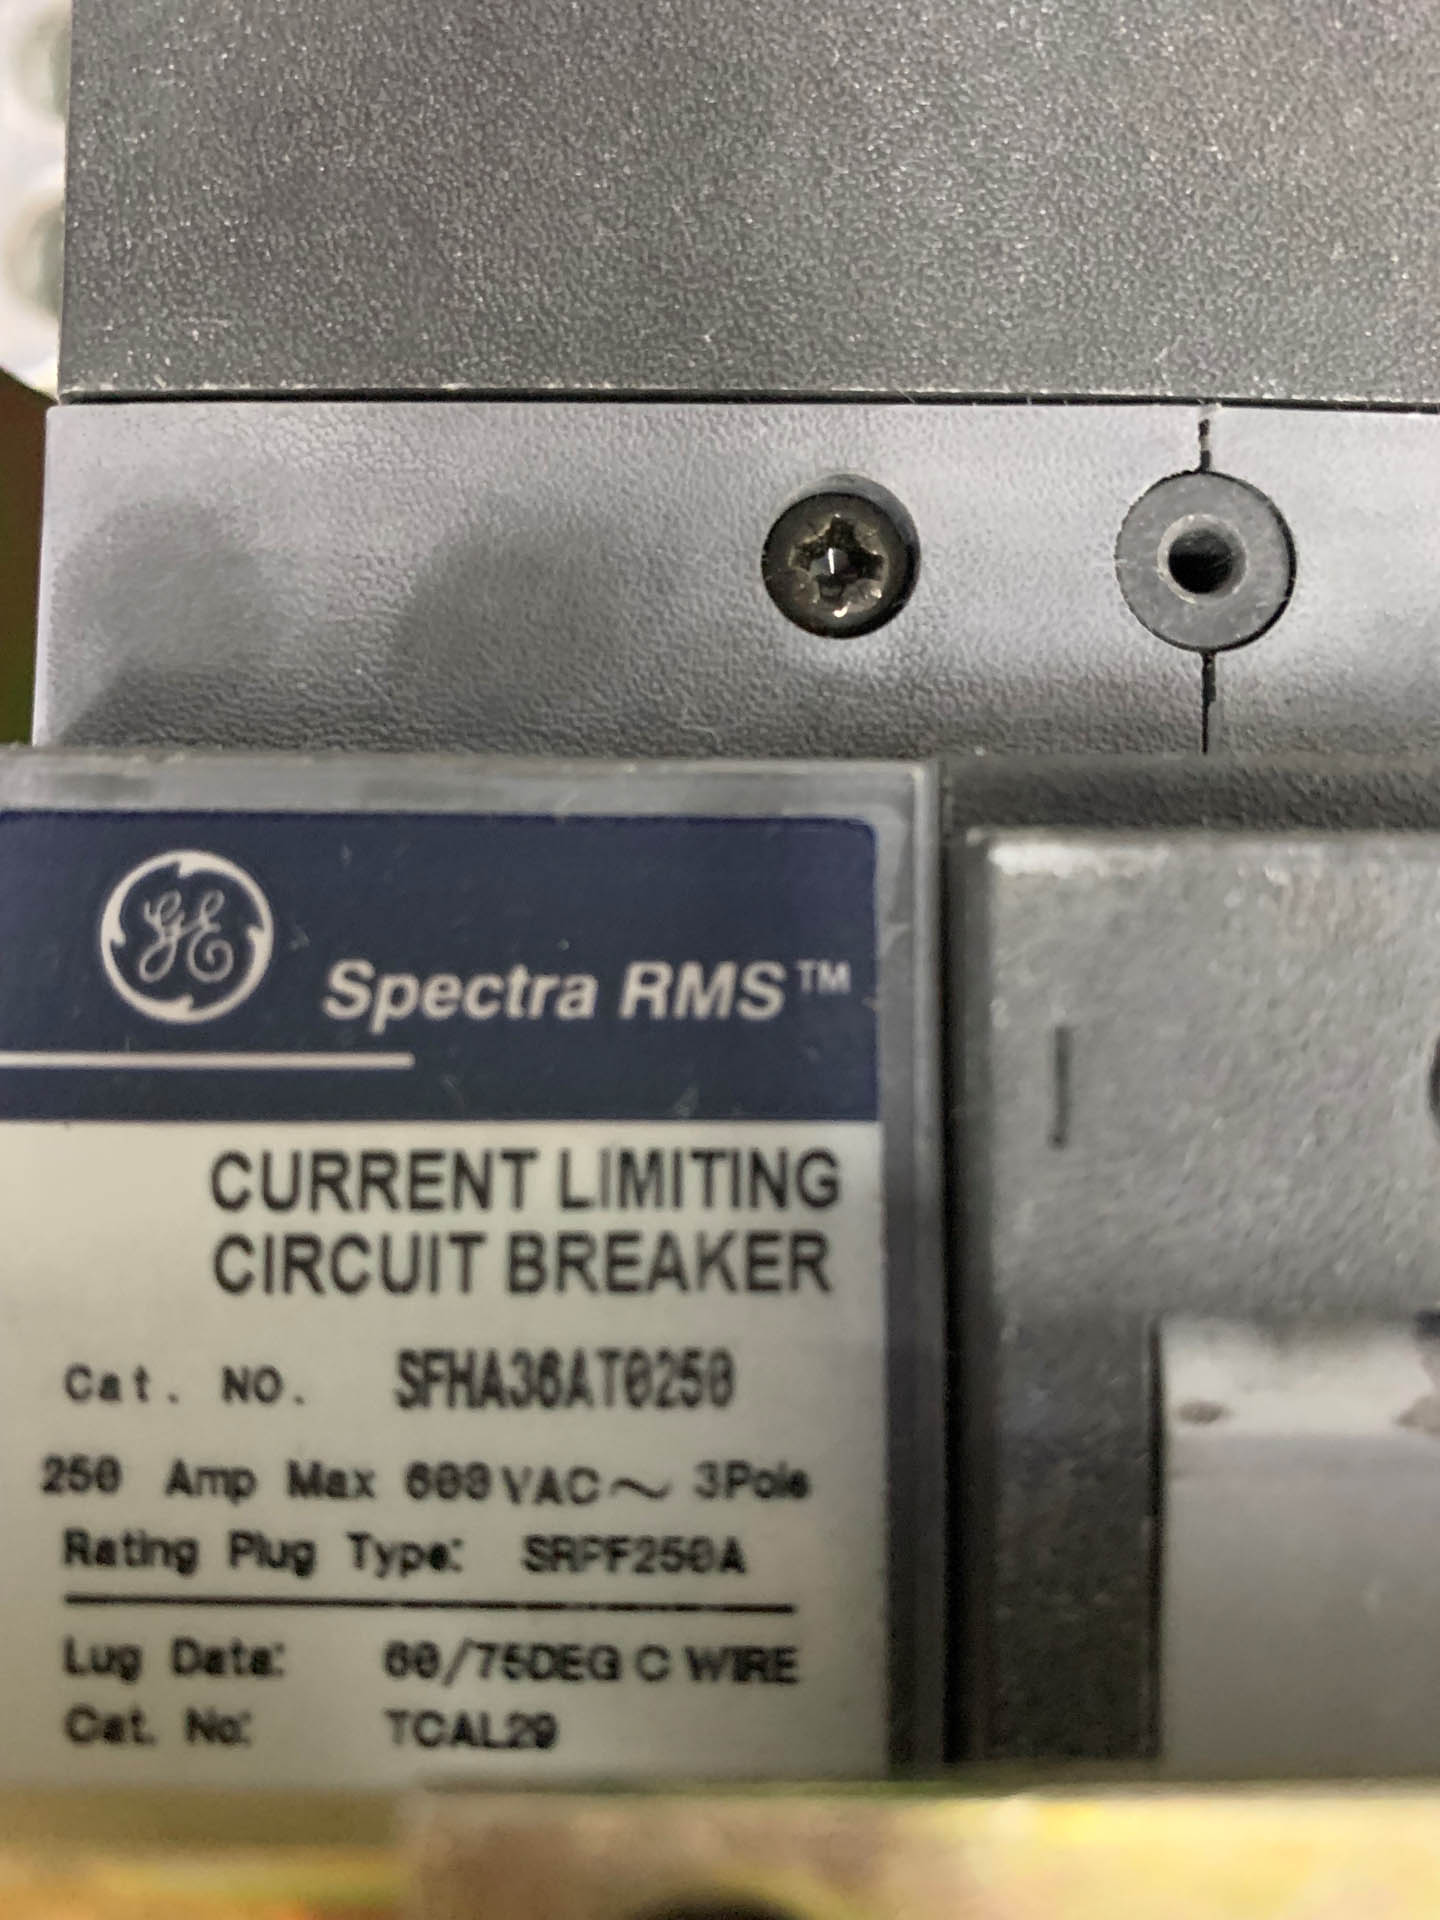 GE
Spectra RMS™
CURRENT LIMITING
CIRCUIT BREAKER
Cat. NO. SFHA36AT0250
250 Amp Max 600 VAC ~ 3Pole
Rating Plug Type: SRPF250A
Lug Data: 60/75DEG C WIRE
Cat. No: TCAL29